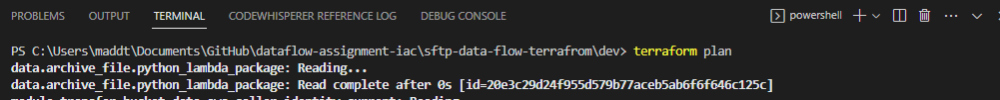 PROBLEMS OUTPUT TERMINAL CODEWHISPERER REFERENCE LOG DEBUG CONSOLE powershell
PS C:\Users\maddt\Documents\GitHub\dataflow-assignment-iac\sftp-data-flow-terrafrom\dev> terraform plan
data.archive_file.python_lambda_package: Reading...
data.archive_file.python_lambda_package: Read complete after 0s [id=20e3c29d24f955d579b77aceb5ab6f6f646c125c]